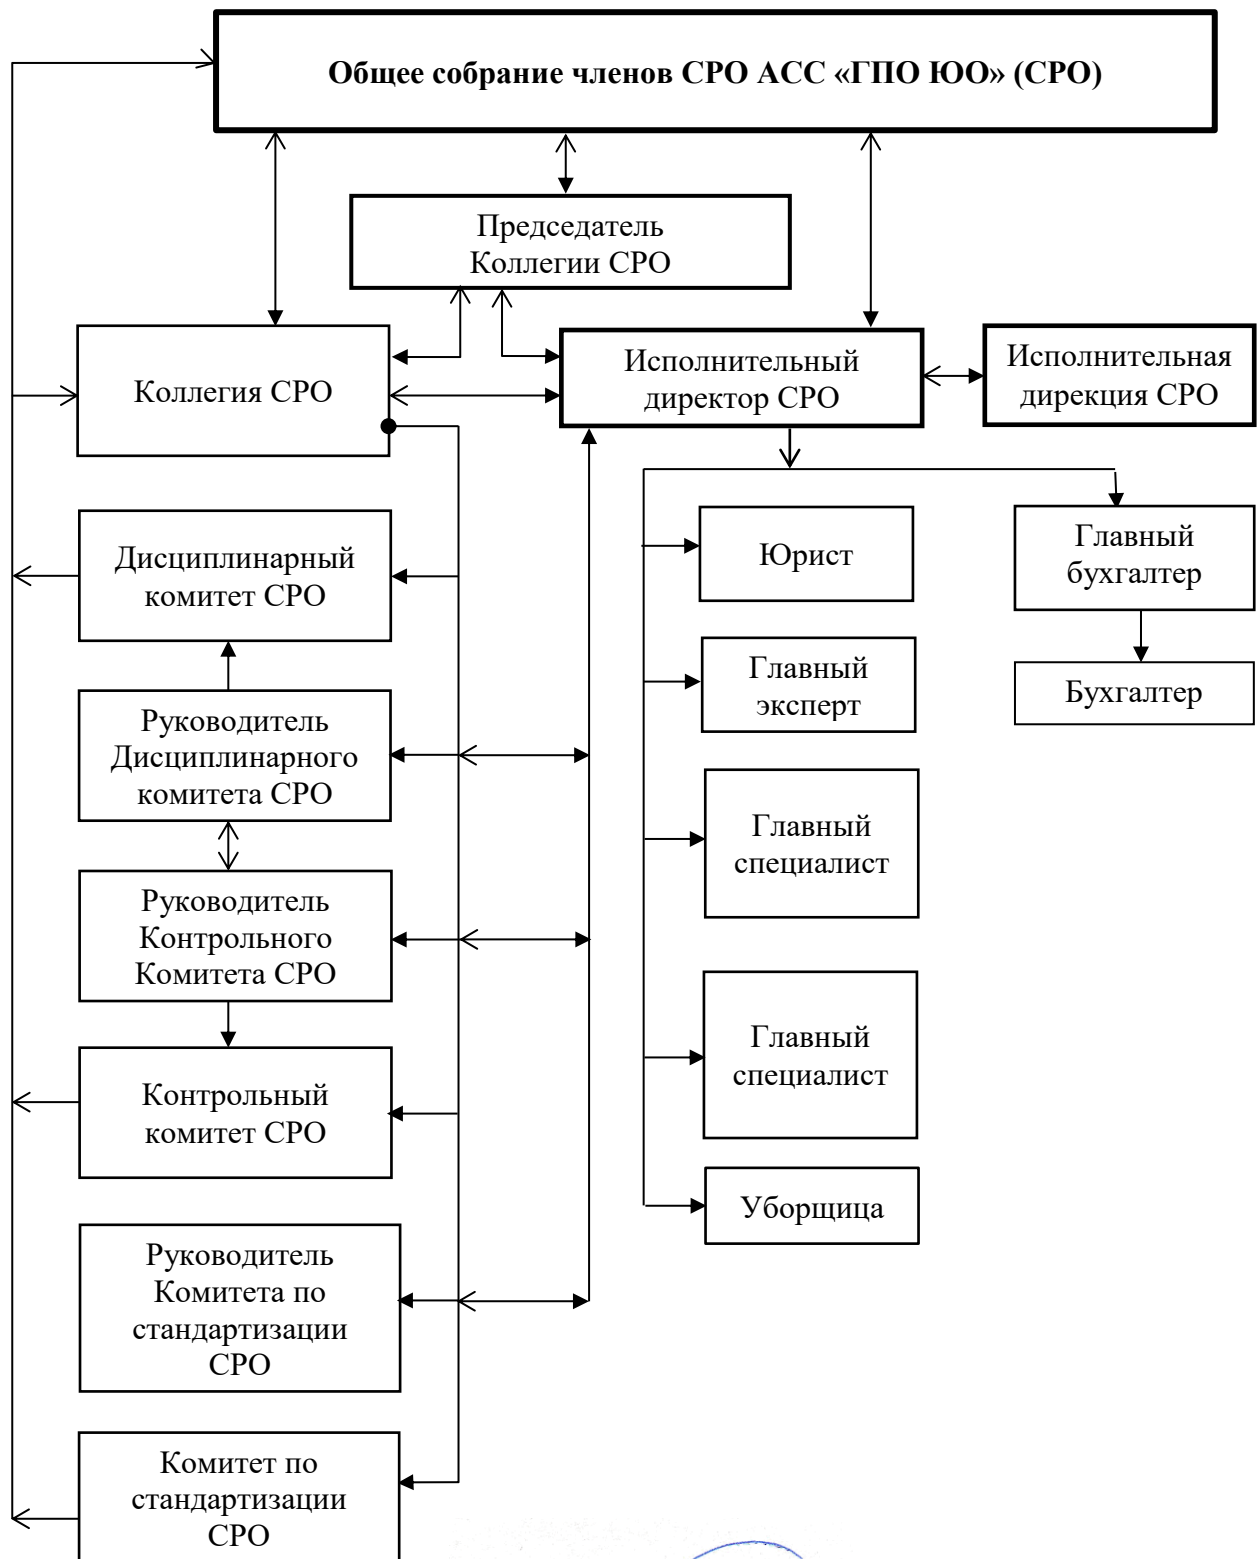 Общее собрание членов СРО АСС «ГПО ЮО» (СРО)
Председатель
Коллегии СРО
Коллегия СРО
Исполнительный
директор СРО
Исполнительная
дирекция СРО
Дисциплинарный
комитет СРО
Руководитель
Дисциплинарного
комитета СРО
Руководитель
Контрольного
Комитета СРО
Контрольный
комитет СРО
Руководитель
Комитета по
стандартизации
СРО
Комитет по
стандартизации
СРО
Юрист
Главный
эксперт
Главный
специалист
Главный
специалист
Уборщица
Главный
бухгалтер
Бухгалтер